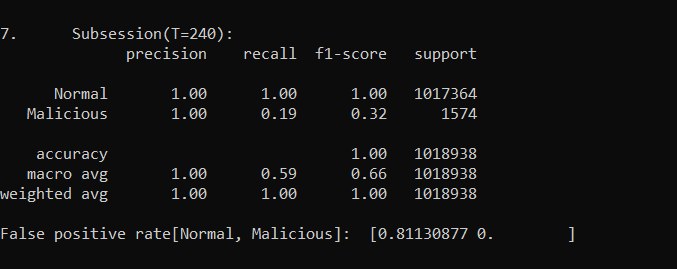 7. Subsession(T=240):
precision recall f1-score support
Normal 1.00 1.00 1.00 1017364
Malicious 1.00 0.19 0.32 1574
accuracy 1.00 1018938
macro avg 1.00 0.59 0.66 1018938
weighted avg 1.00 1.00 1.00 1018938
False positive rate[Normal, Malicious]: [0.81130877 0. ]